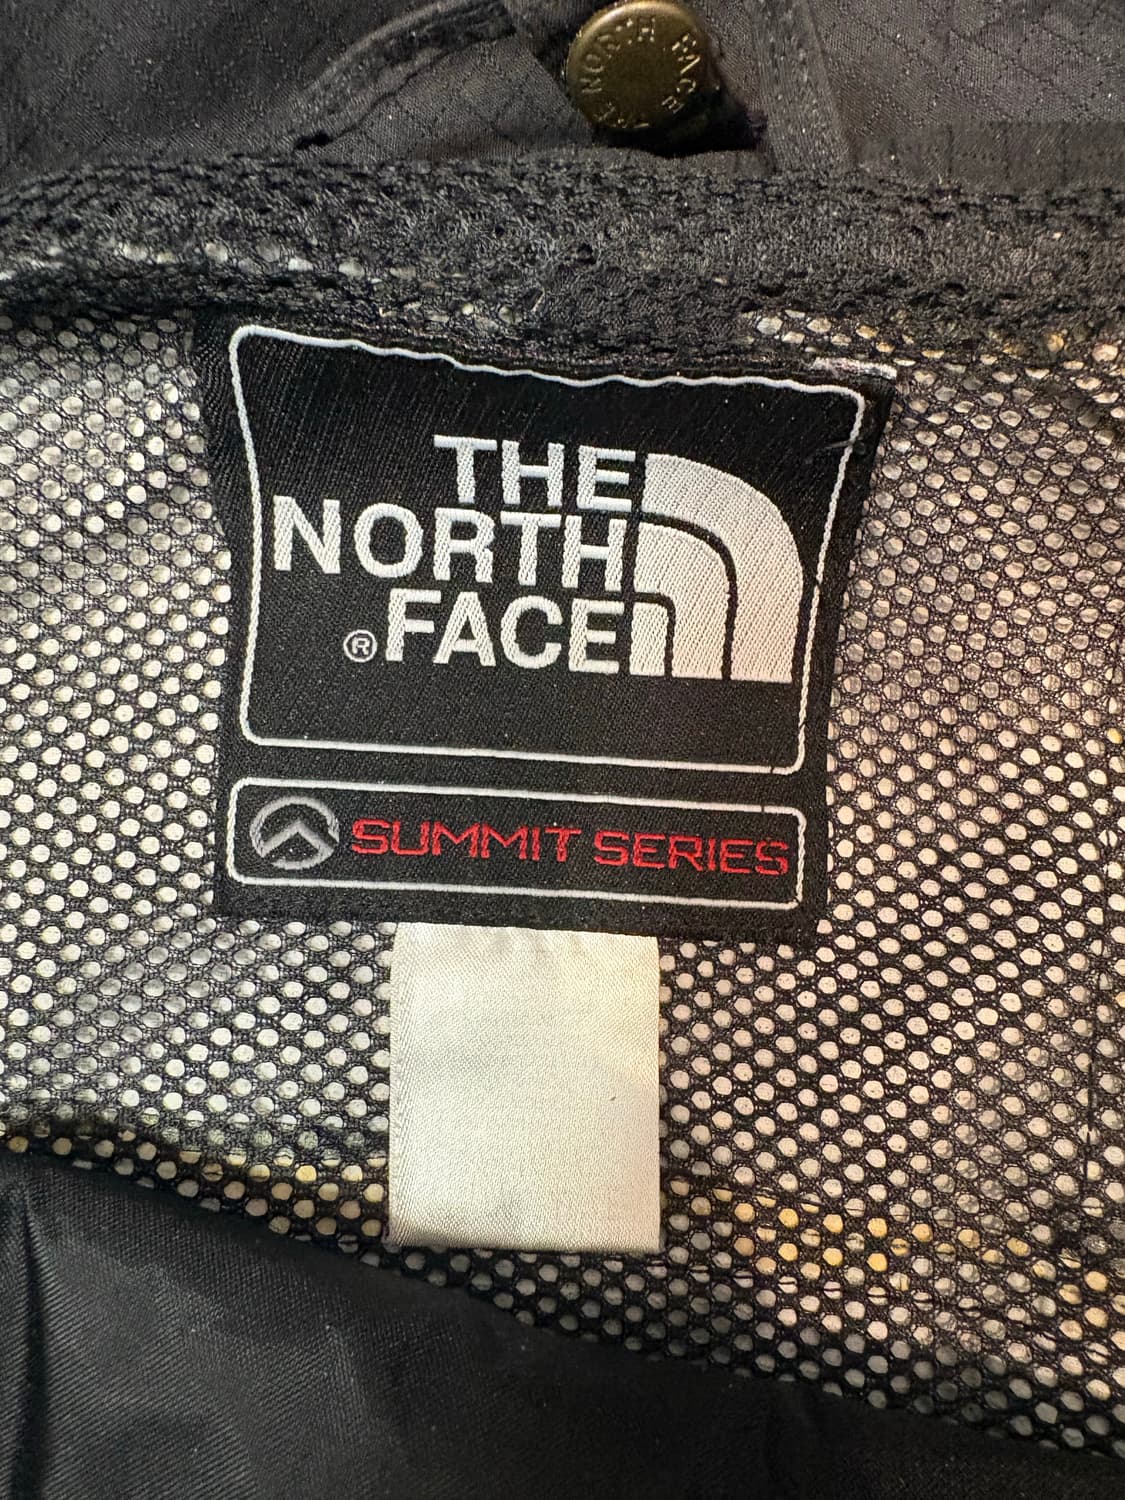 THE NORTH FACE
THE
NORTH
® FACE
SUMMIT SERIES